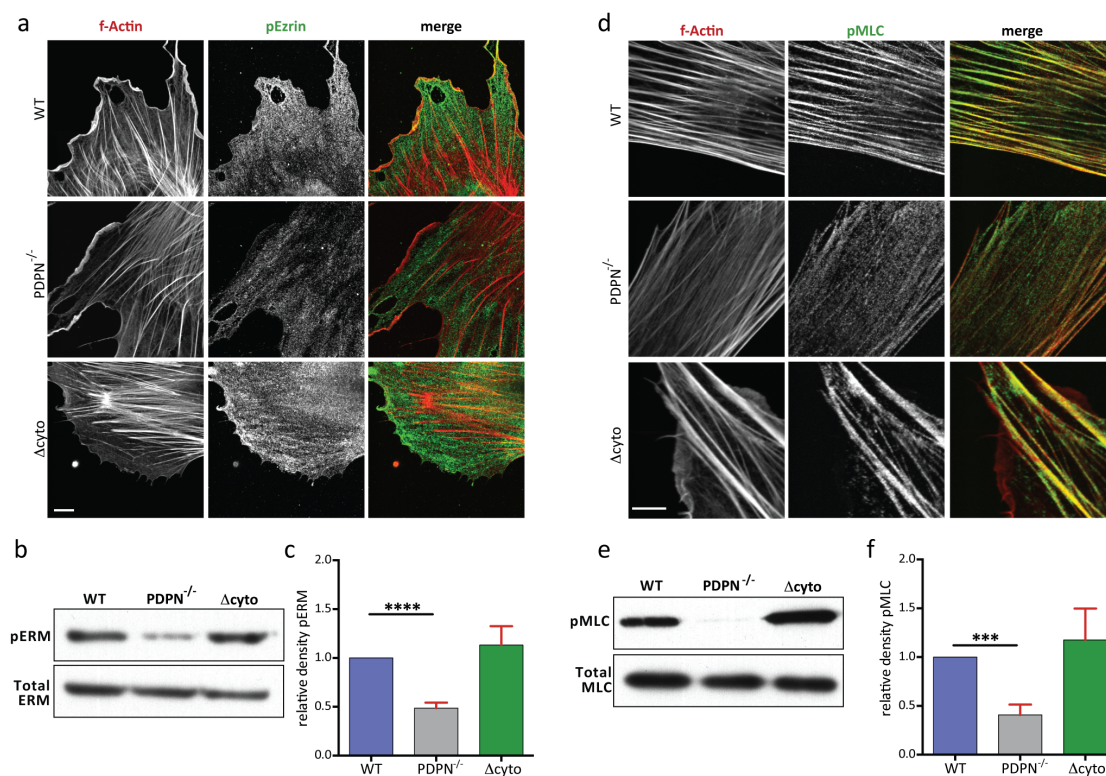 a
f-Actin pEzrin merge
WT
PDPN-/-
Δcyto
b
WT PDPN-/- Δcyto
pERM
Total
ERM
c
relative density pERM
2.0
1.5
1.0
0.5
0.0
****
WT PDPN-/- Δcyto
d
f-Actin pMLC merge
WT
PDPN-/-
Δcyto
e
WT PDPN-/- Δcyto
pMLC
Total
MLC
f
relative density pMLC
2.0
1.5
1.0
0.5
0.0
***
WT PDPN-/- Δcyto